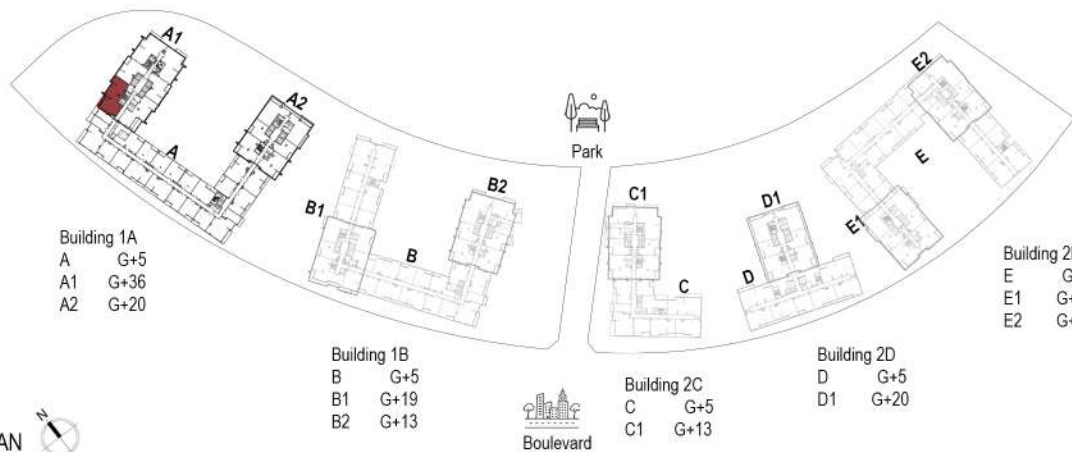 A1
A2
A
B1
B2
B
Park
C1
C
D1
D
E2
E
E1
Building 1A
A G+5
A1 G+36
A2 G+20
Building 1B
B G+5
B1 G+19
B2 G+13
Boulevard
Building 2C
C G+5
C1 G+13
Building 2D
D G+5
D1 G+20
Building
E
E1
E2
N